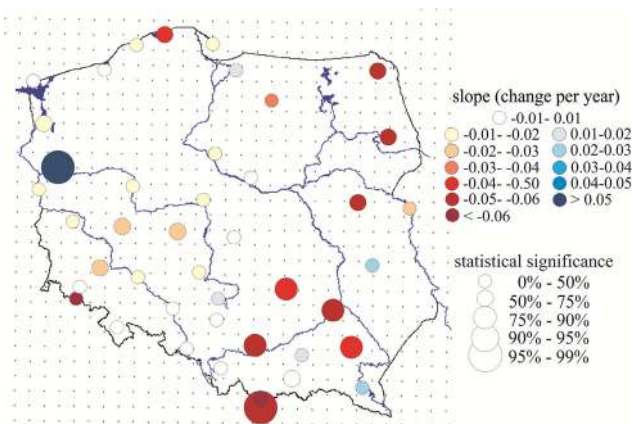 slope (change per year)
-0.01- 0.01
-0.01- -0.02 0.01-0.02
-0.02- -0.03 0.02-0.03
-0.03- -0.04 0.03-0.04
-0.04- -0.50 0.04-0.05
-0.05- -0.06 > 0.05
< -0.06
statistical significance
0% - 50%
50% - 75%
75% - 90%
90% - 95%
95% - 99%